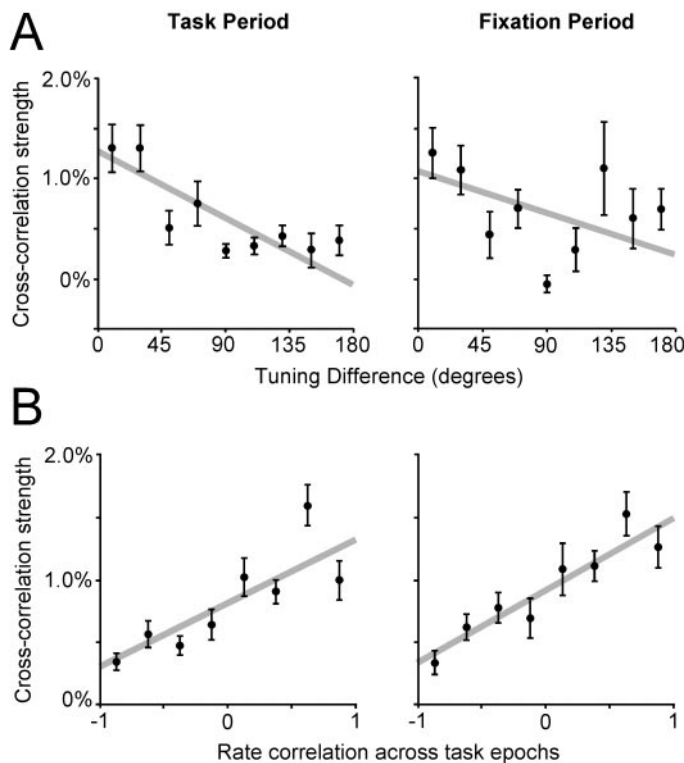 A
Task Period
Fixation Period
Cross-correlation strength
2.0%
1.0%
0%
0 45 90 135 180
0 45 90 135 180
Tuning Difference (degrees)
B
Cross-correlation strength
2.0%
1.0%
0%
-1 0 1
-1 0 1
Rate correlation across task epochs